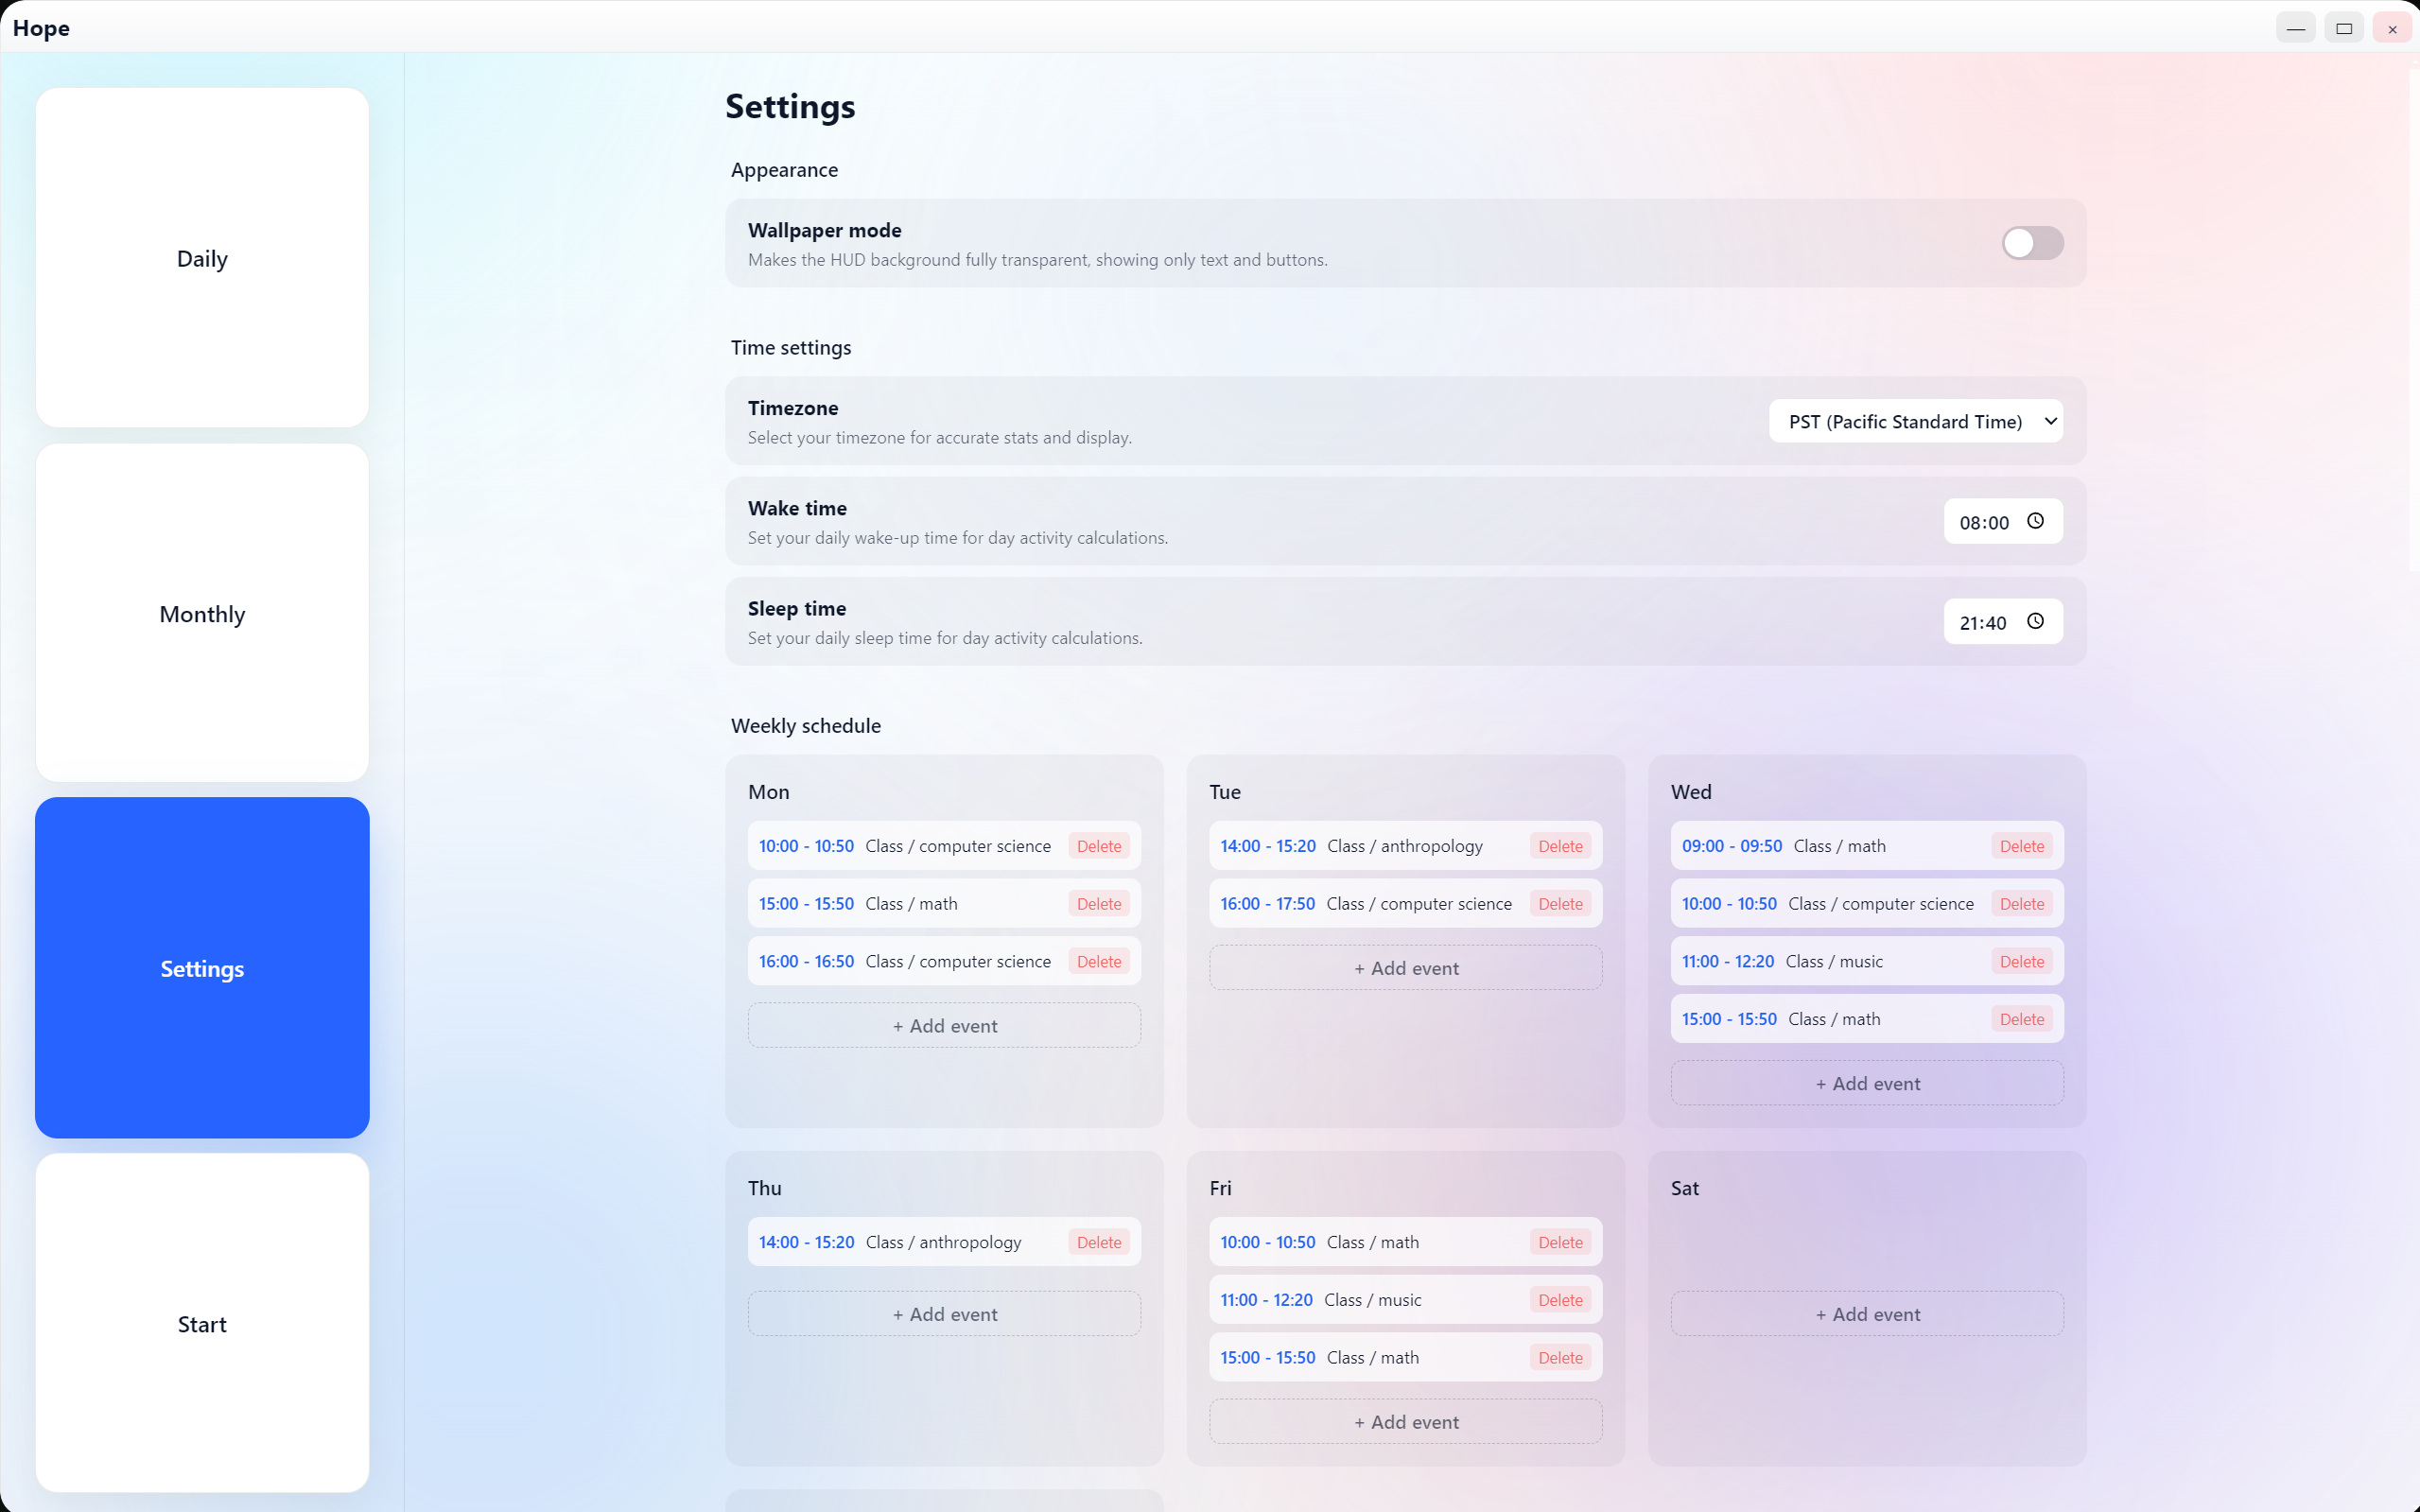 Hope
Daily
Monthly
Settings
Start
Settings
Appearance
Wallpaper mode
Makes the HUD background fully transparent, showing only text and buttons.
Time settings
Timezone
Select your timezone for accurate stats and display.
PST (Pacific Standard Time)
Wake time
Set your daily wake-up time for day activity calculations.
08:00
Sleep time
Set your daily sleep time for day activity calculations.
21:40
Weekly schedule
Mon
10:00 - 10:50 Class / computer science Delete
15:00 - 15:50 Class / math Delete
16:00 - 16:50 Class / computer science Delete
+ Add event
Tue
14:00 - 15:20 Class / anthropology Delete
16:00 - 17:50 Class / computer science Delete
+ Add event
Wed
09:00 - 09:50 Class / math Delete
10:00 - 10:50 Class / computer science Delete
11:00 - 12:20 Class / music Delete
15:00 - 15:50 Class / math Delete
+ Add event
Thu
14:00 - 15:20 Class / anthropology Delete
+ Add event
Fri
10:00 - 10:50 Class / math Delete
11:00 - 12:20 Class / music Delete
15:00 - 15:50 Class / math Delete
+ Add event
Sat
+ Add event